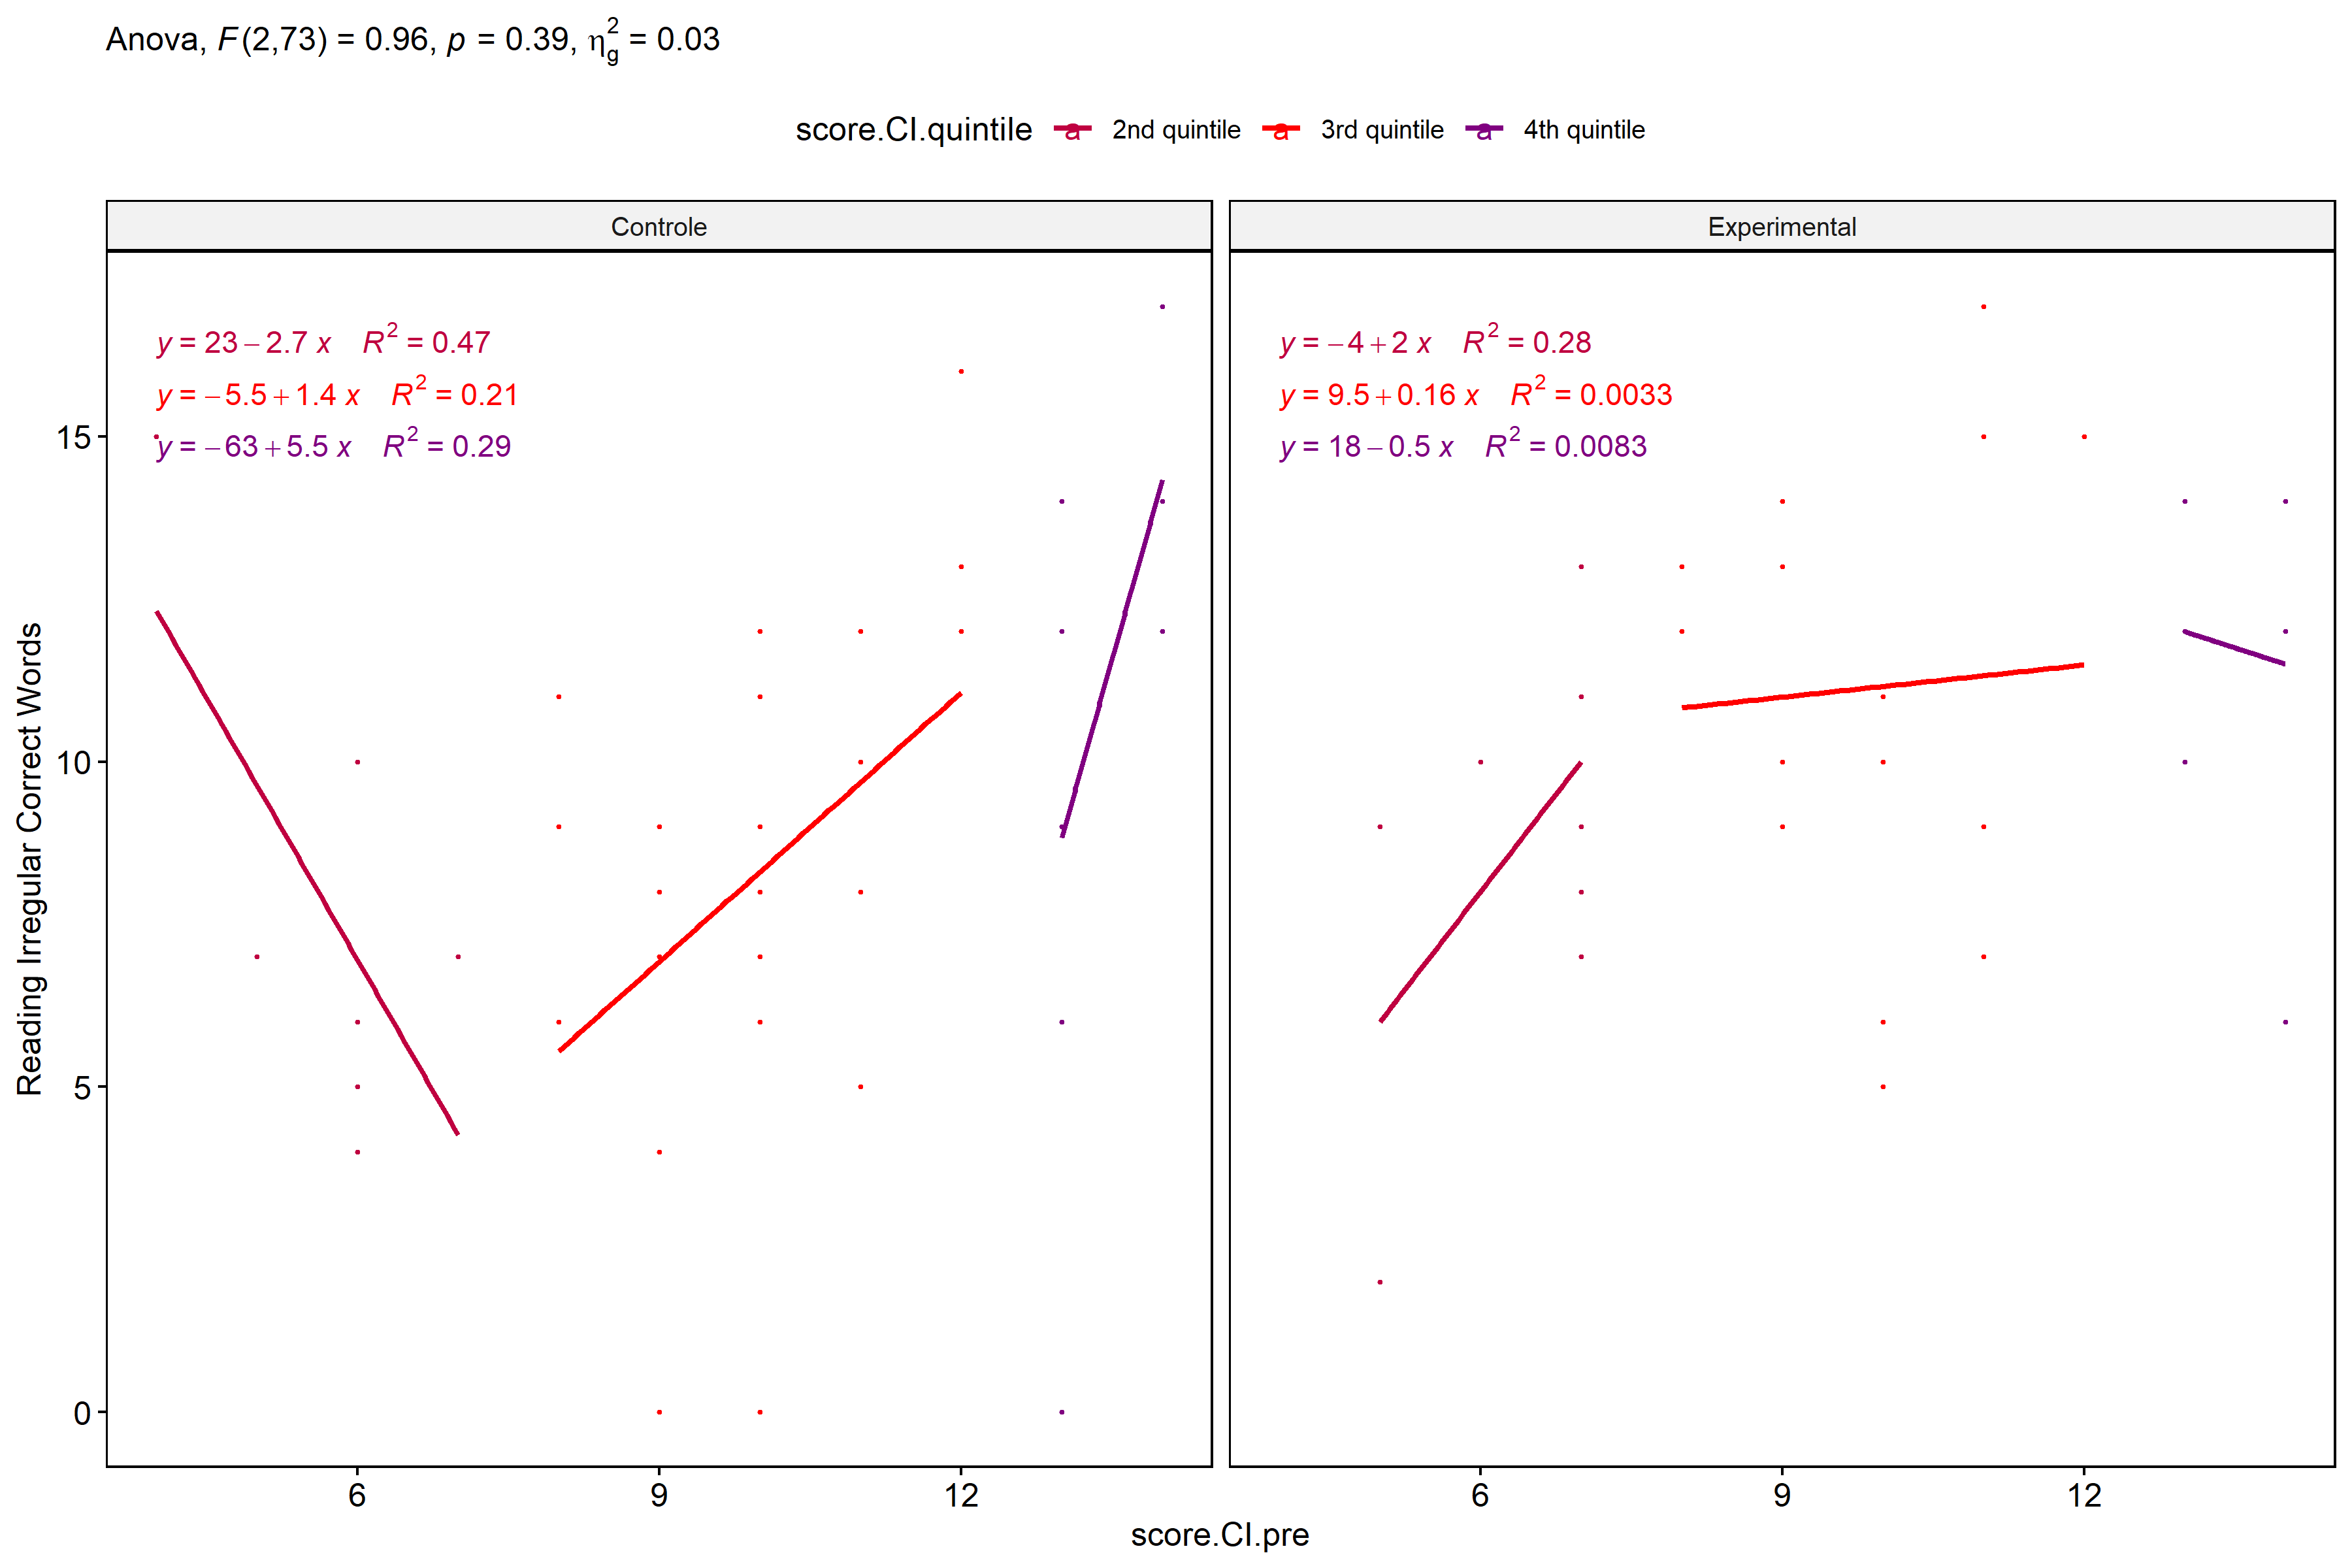 Anova, F(2,73) = 0.96, p = 0.39, η²g = 0.03
score.CI.quintile a 2nd quintile a 3rd quintile a 4th quintile
Controle
Experimental
y = 23 − 2.7 x R² = 0.47
y = −5.5 + 1.4 x R² = 0.21
y = −63 + 5.5 x R² = 0.29
y = −4 + 2 x R² = 0.28
y = 9.5 + 0.16 x R² = 0.0033
y = 18 − 0.5 x R² = 0.0083
Reading Irregular Correct Words
15
10
5
0
6 9 12
6 9 12
score.CI.pre